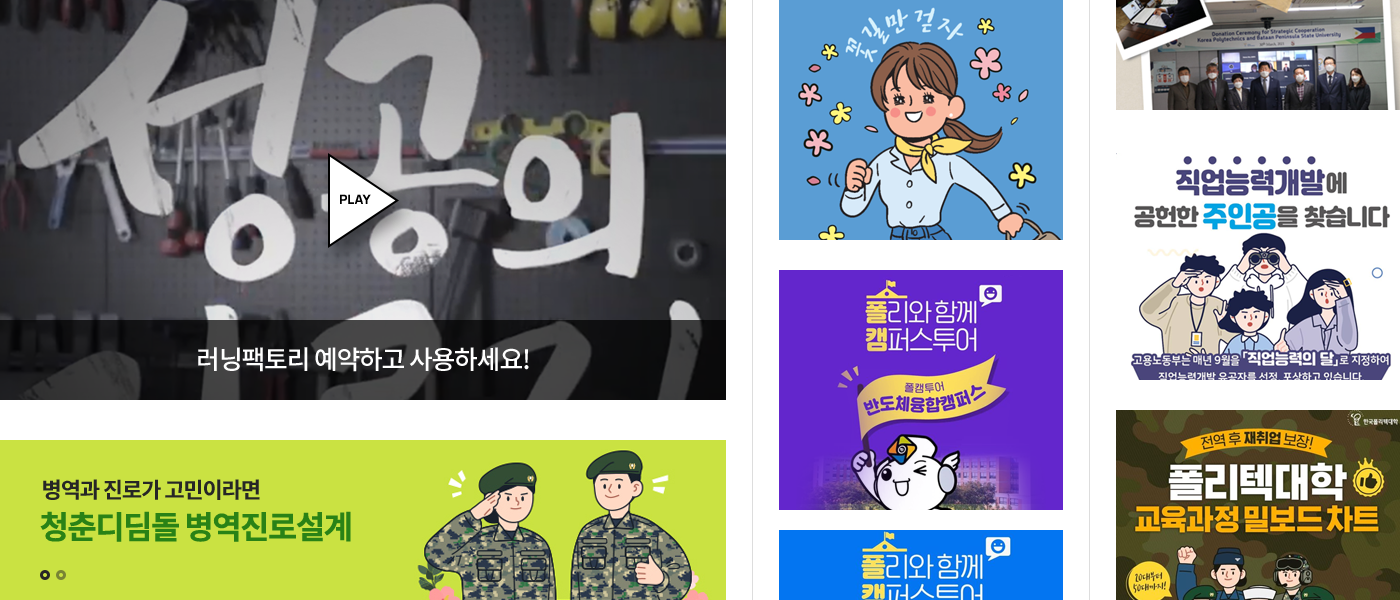 성공의
PLAY
러닝팩토리 예약하고 사용하세요!
병역과 진로가 고민이라면
청춘디딤돌 병역진로설계
꽃길만 걷자
폴리와 함께
캠퍼스투어
폴캠투어
반도체융합캠퍼스
폴리와 함께
캠퍼스투어
Donation Ceremony for Strategic Cooperation
Korea Polytechnics and Bataan Peninsula State University
직업능력개발에
공헌한 주인공을 찾습니다
고용노동부는 매년 9월을 「직업능력의 달」로 지정하여
직업능력개발 유공자를 선정, 포상하고 있습니다
한국폴리텍대학
전역 후 재취업 보장!
폴리텍대학
교육과정 밀보드 차트
20대부터
50대까지!